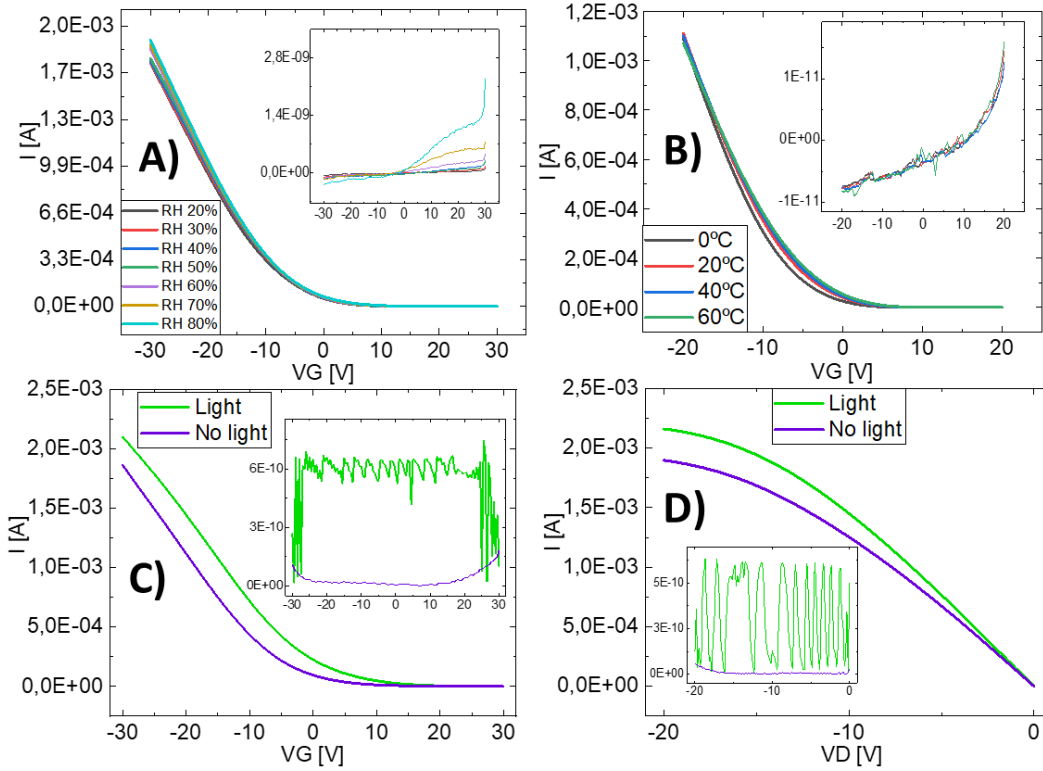 A)
I [A]
2,0E-03
1,7E-03
1,3E-03
9,9E-04
6,6E-04
3,3E-04
0,0E+00
-30 -20 -10 0 10 20 30
VG [V]
RH 20%
RH 30%
RH 40%
RH 50%
RH 60%
RH 70%
RH 80%
2,8E-09
1,4E-09
0,0E+00
-30 -20 -10 0 10 20 30
B)
I [A]
1,2E-03
1,0E-03
8,0E-04
6,0E-04
4,0E-04
2,0E-04
0,0E+00
-20 -10 0 10 20
VG [V]
0ºC
20ºC
40ºC
60ºC
1E-11
0E+00
-1E-11
-20 -10 0 10 20
C)
I [A]
2,5E-03
2,0E-03
1,5E-03
1,0E-03
5,0E-04
0,0E+00
-30 -20 -10 0 10 20 30
VG [V]
Light
No light
6E-10
3E-10
0E+00
-30 -20 -10 0 10 20 30
D)
I [A]
2,5E-03
2,0E-03
1,5E-03
1,0E-03
5,0E-04
0,0E+00
-20 -10 0
VD [V]
Light
No light
5E-10
3E-10
0E+00
-20 -10 0